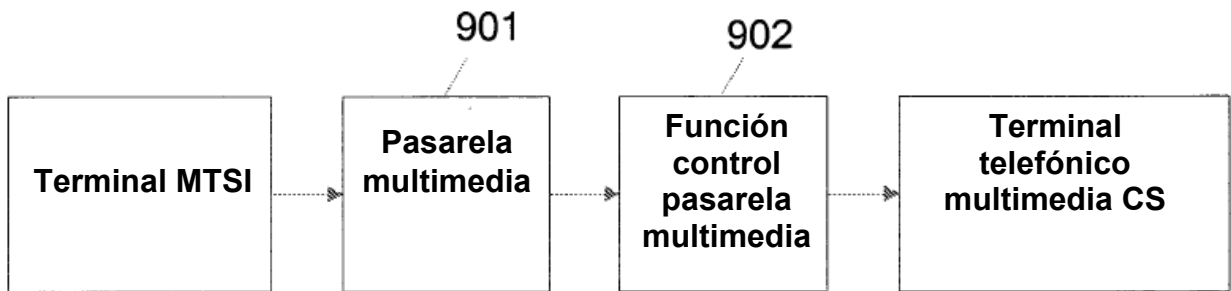 901
902
Terminal MTSI
Pasarela
multimedia
Función
control
pasarela
multimedia
Terminal
telefónico
multimedia CS